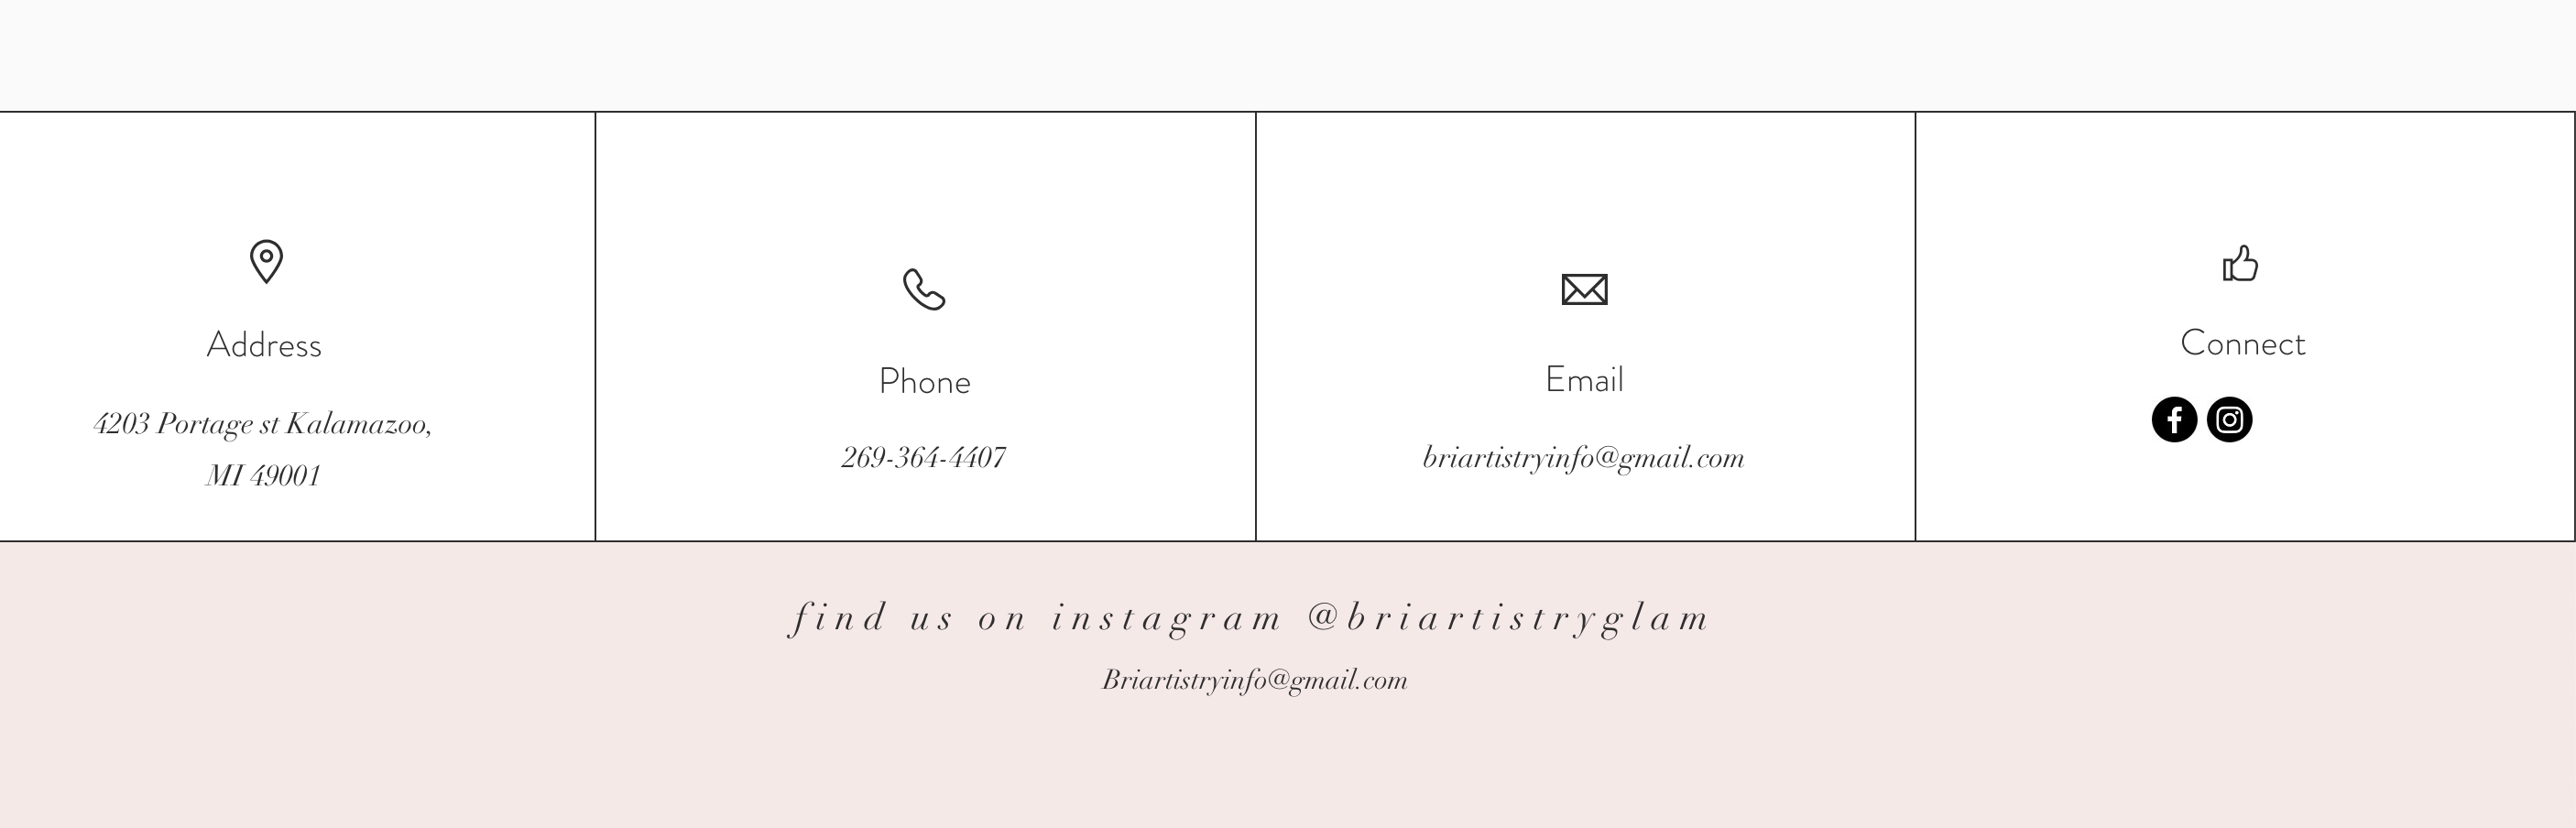 Address
4203 Portage st Kalamazoo,
MI 49001
Phone
269-364-4407
Email
briartistryinfo@gmail.com
Connect
find us on instagram @briartistryglam
Briartistryinfo@gmail.com